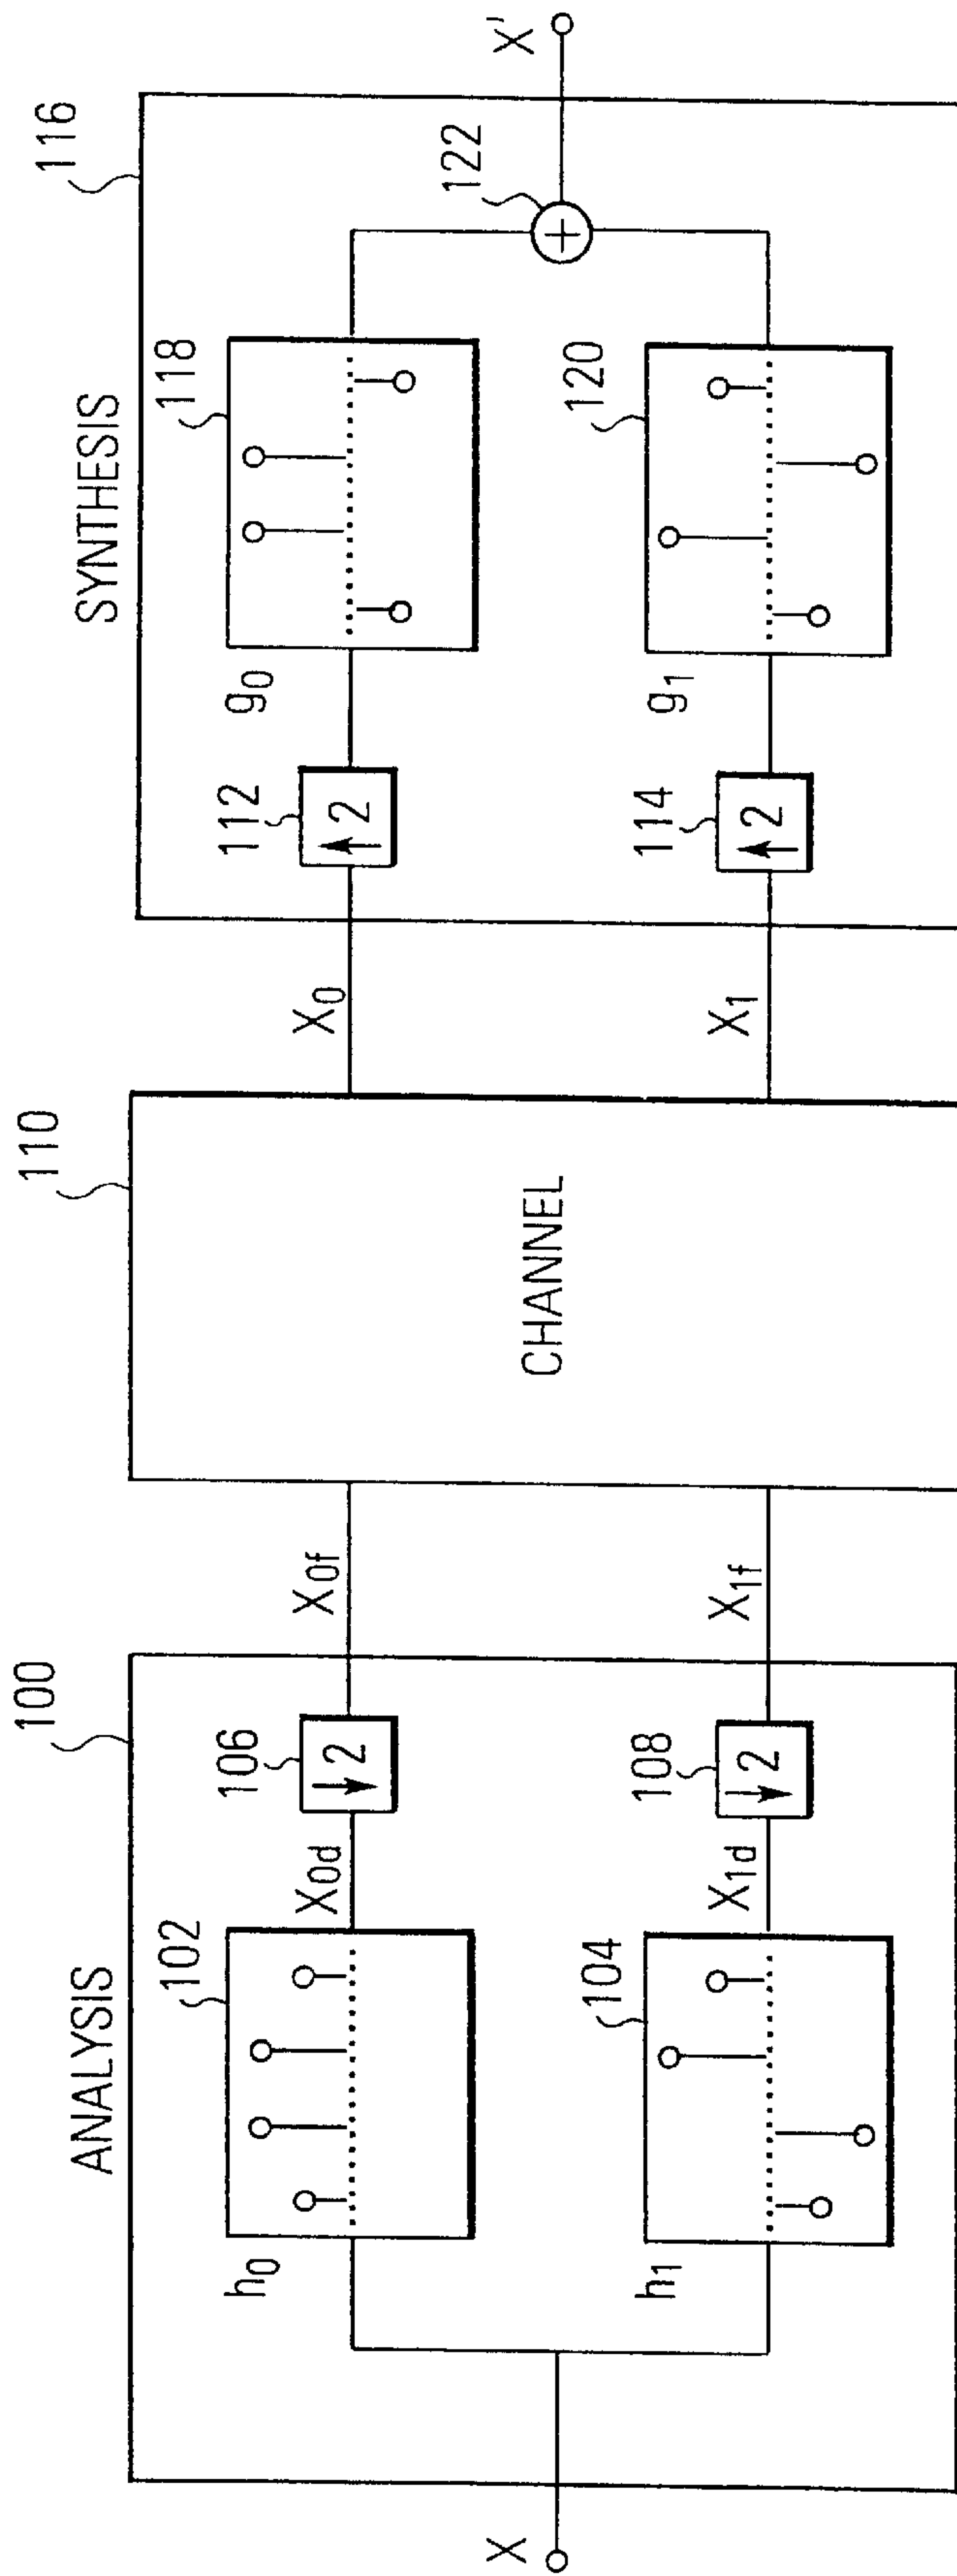 ANALYSIS
100
X
h0
102
X0d
106
↓2
X0f
h1
104
X1d
108
↓2
X1f
110
CHANNEL
SYNTHESIS
116
X0
112
↑2
g0
118
X1
114
↑2
g1
120
122
+
X'